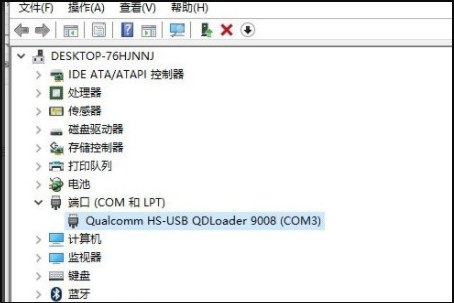 文件(F) 操作(A) 查看(V) 帮助(H)
DESKTOP-76HJNNJ
IDE ATA/ATAPI 控制器
处理器
传感器
磁盘驱动器
存储控制器
打印队列
电池
端口 (COM 和 LPT)
Qualcomm HS-USB QDLoader 9008 (COM3)
计算机
监视器
键盘
蓝牙